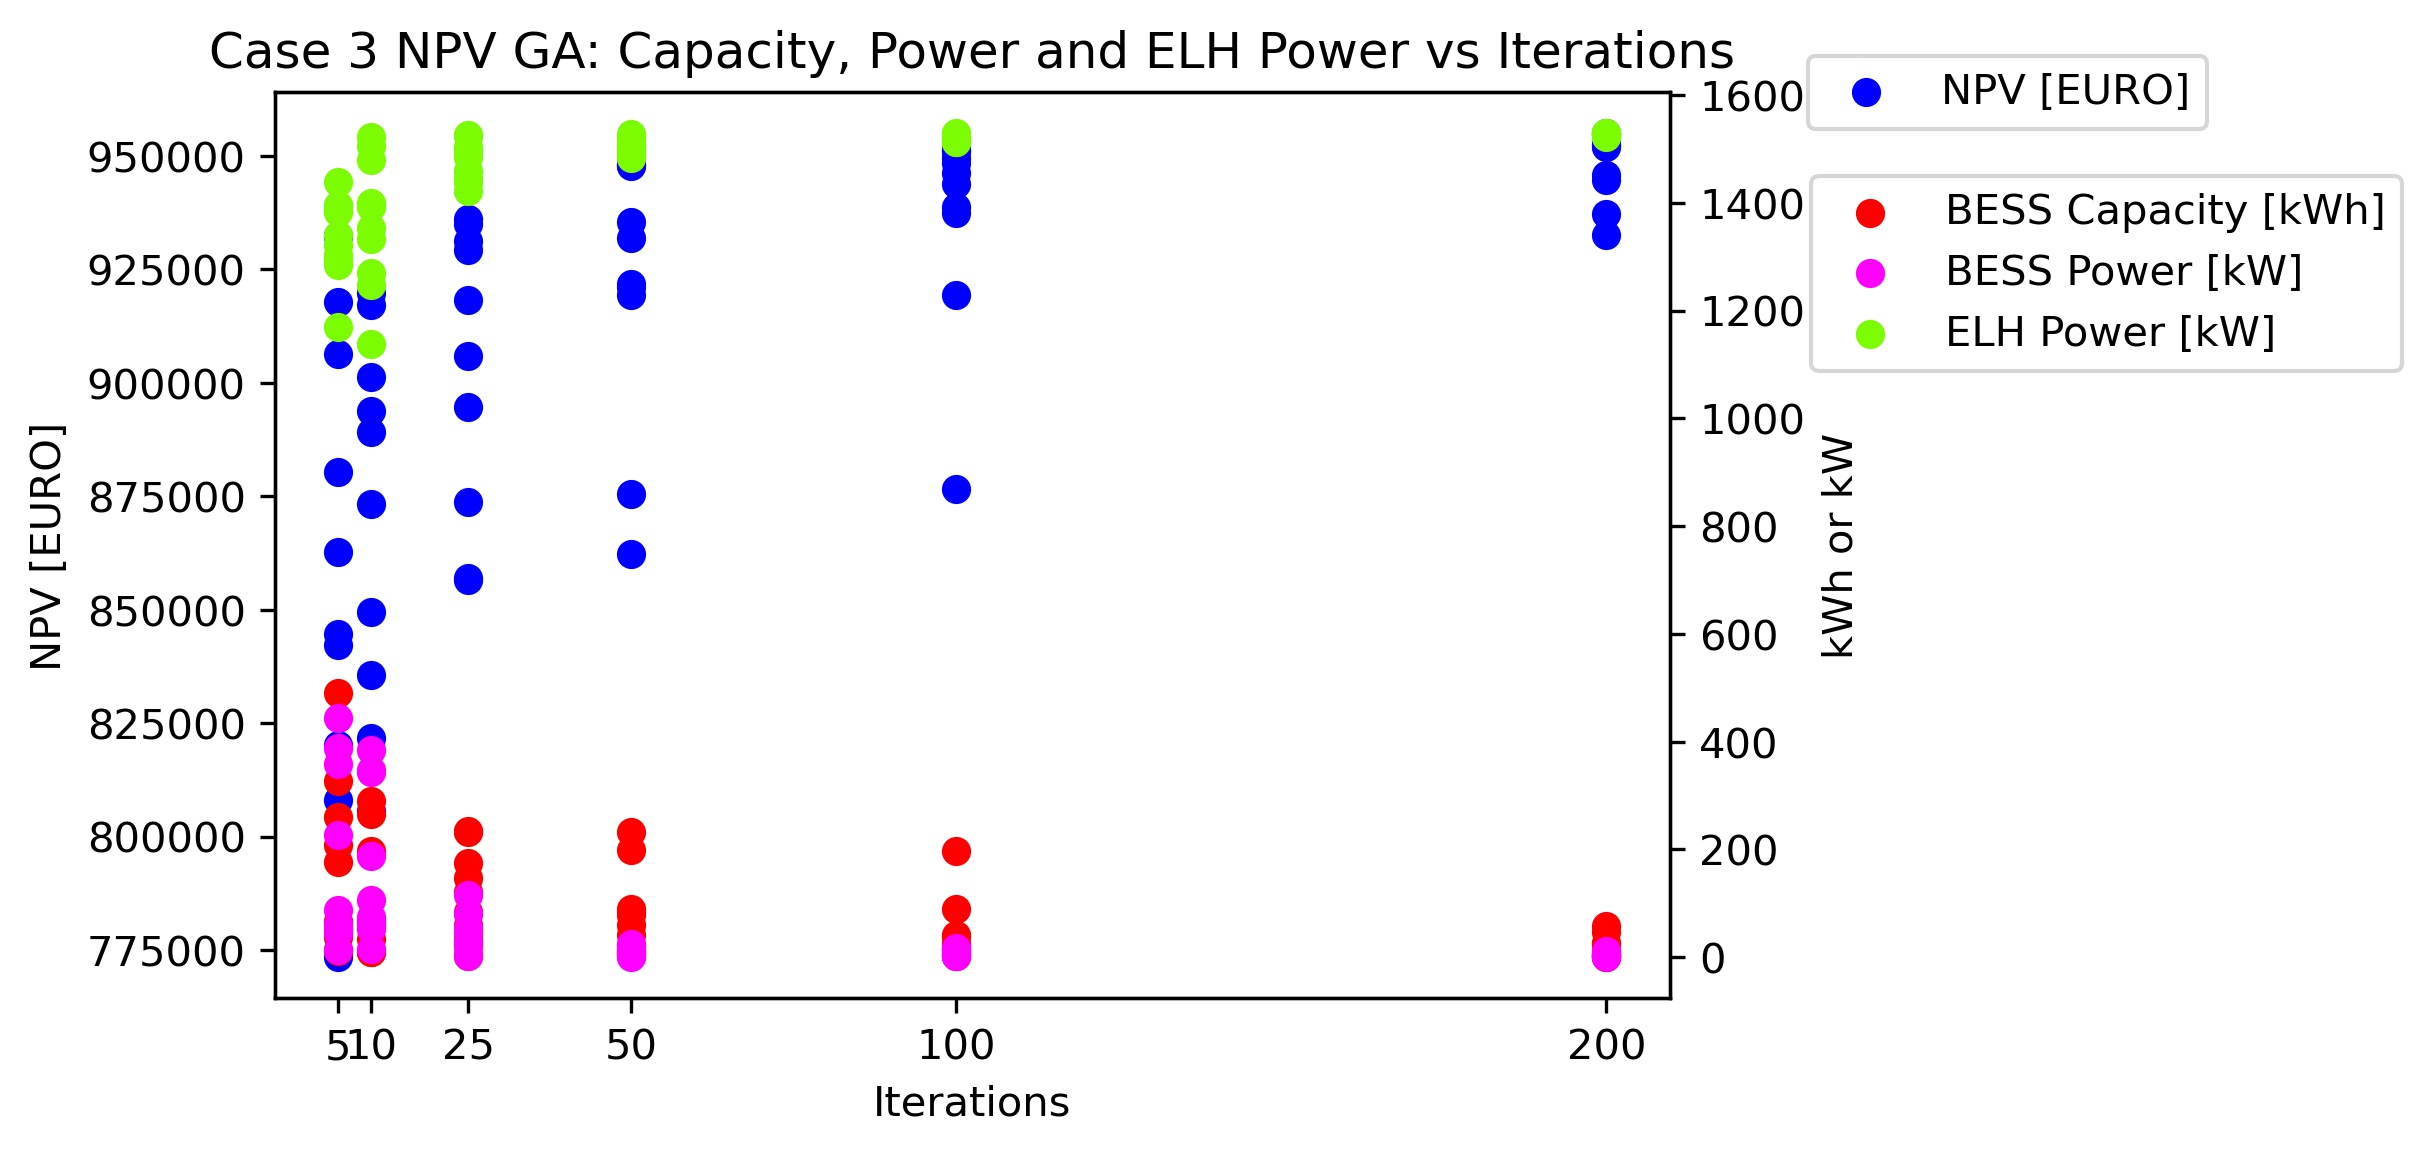 Case 3 NPV GA: Capacity, Power and ELH Power vs Iterations
NPV [EURO]
BESS Capacity [kWh]
BESS Power [kW]
ELH Power [kW]
NPV [EURO]
950000
925000
900000
875000
850000
825000
800000
775000
1600
1400
1200
1000
800
600
400
200
0
kWh or kW
5 10 25 50 100 200
Iterations